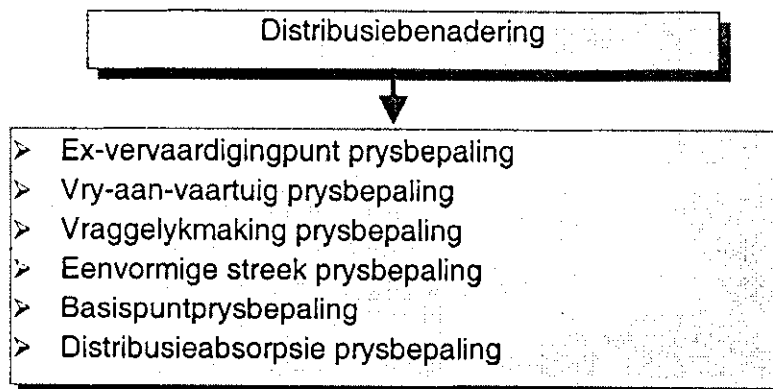 Distribusiebenadering
➢ Ex-vervaardigingpunt prysbepaling
➢ Vry-aan-vaartuig prysbepaling
➢ Vraggelykmaking prysbepaling
➢ Eenvormige streek prysbepaling
➢ Basispuntprysbepaling
➢ Distribusieabsorpsie prysbepaling